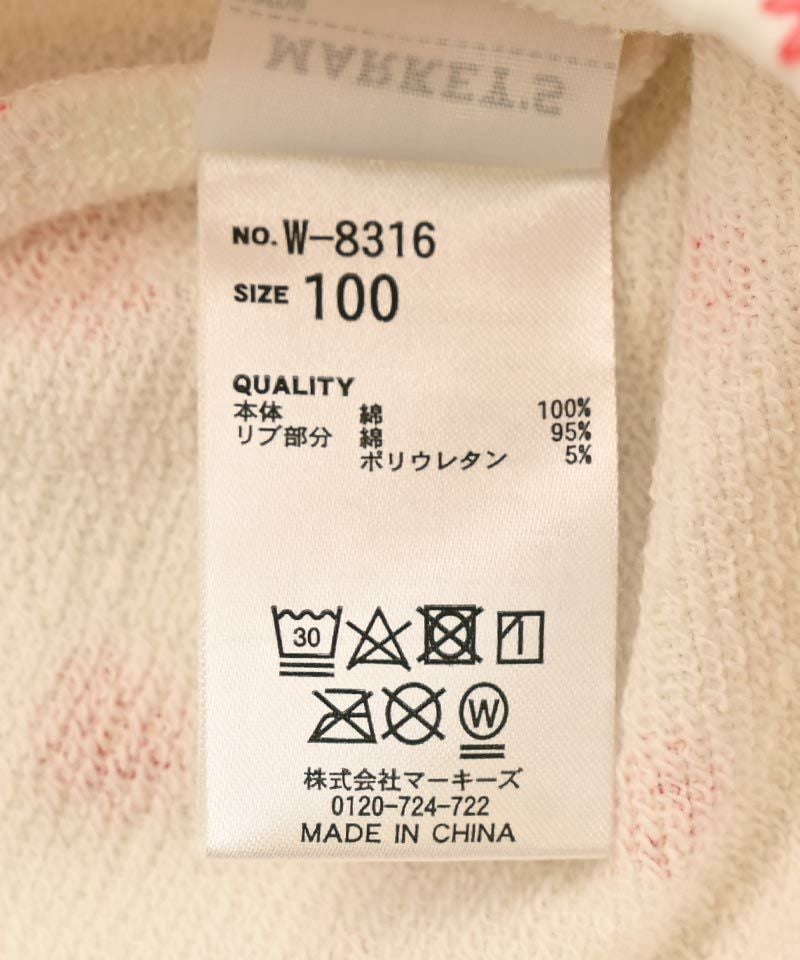 MARKEY'S
NO. W-8316
SIZE 100
QUALITY
本体 綿 100%
リブ部分 綿 95%
ポリウレタン 5%
30
W
株式会社マーキーズ
0120-724-722
MADE IN CHINA